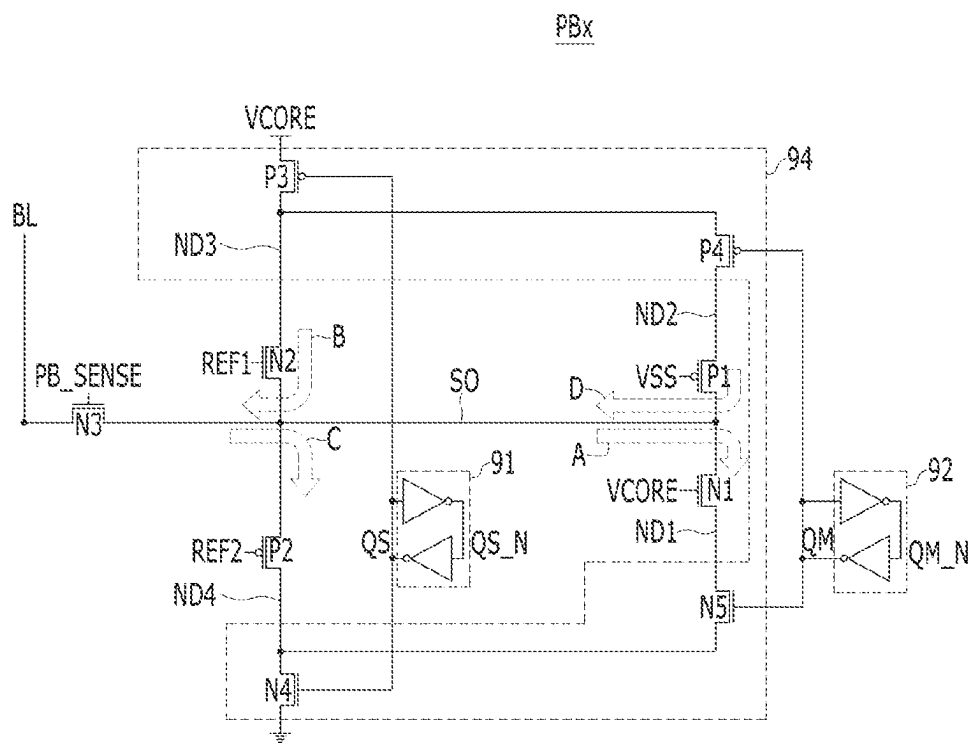 PBx
VCORE
P3
94
BL
ND3
P4
ND2
B
REF1
N2
PB_SENSE
SO
VSS
P1
D
N3
C
A
91
92
VCORE
N1
QS
QS_N
ND1
QM
QM_N
REF2
P2
ND4
N5
N4